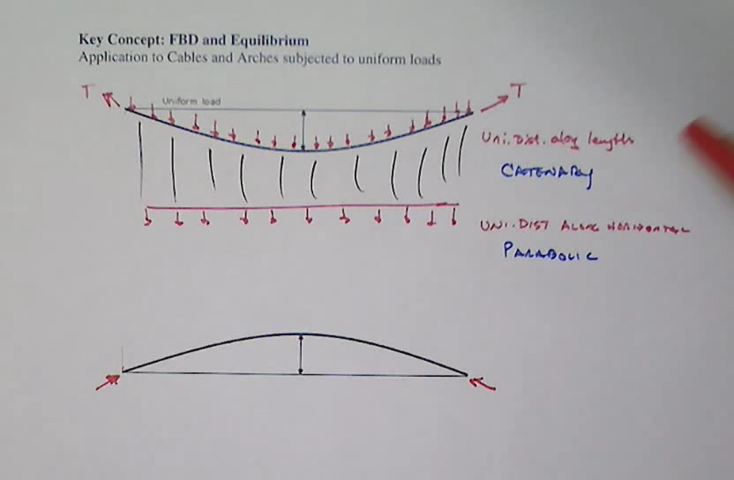 Key Concept: FBD and Equilibrium
Application to Cables and Arches subjected to uniform loads
T
T
Uniform load
UNI. DIST. along lengths
CATENARY
UNI. DIST ALONG HORIZONTAL
PARABOLIC